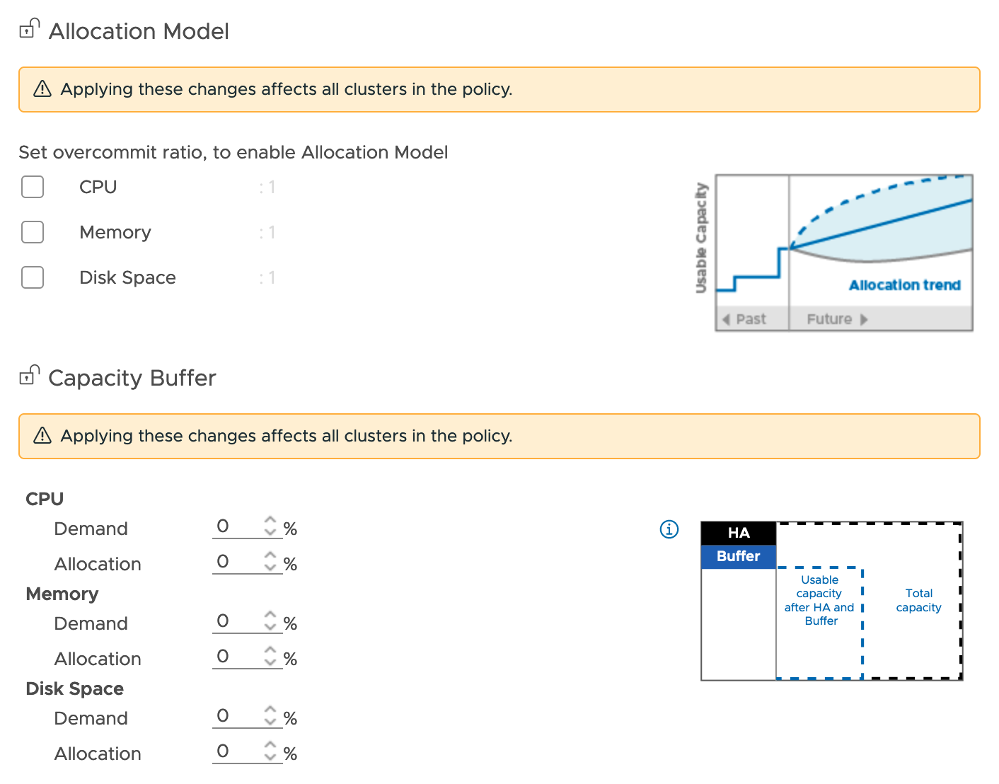 Allocation Model
Applying these changes affects all clusters in the policy.
Set overcommit ratio, to enable Allocation Model
CPU : 1
Memory : 1
Disk Space : 1
Usable Capacity
Allocation trend
Past Future
Capacity Buffer
Applying these changes affects all clusters in the policy.
CPU
Demand 0 %
Allocation 0 %
Memory
Demand 0 %
Allocation 0 %
Disk Space
Demand 0 %
Allocation 0 %
HA
Buffer
Usable
capacity
after HA and
Buffer
Total
capacity